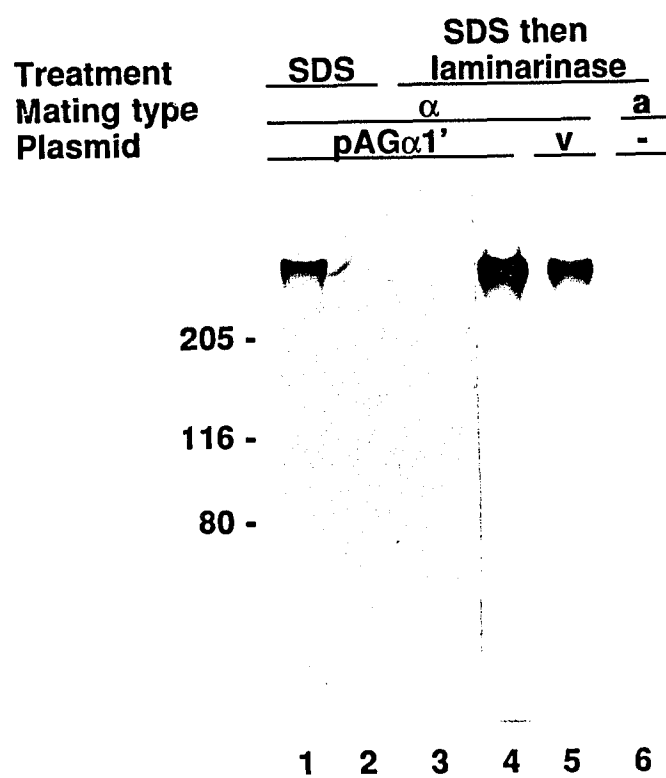 SDS then
Treatment SDS laminarinase
Mating type α a
Plasmid pAGα1’ v -
205 -
116 -
80 -
1 2 3 4 5 6